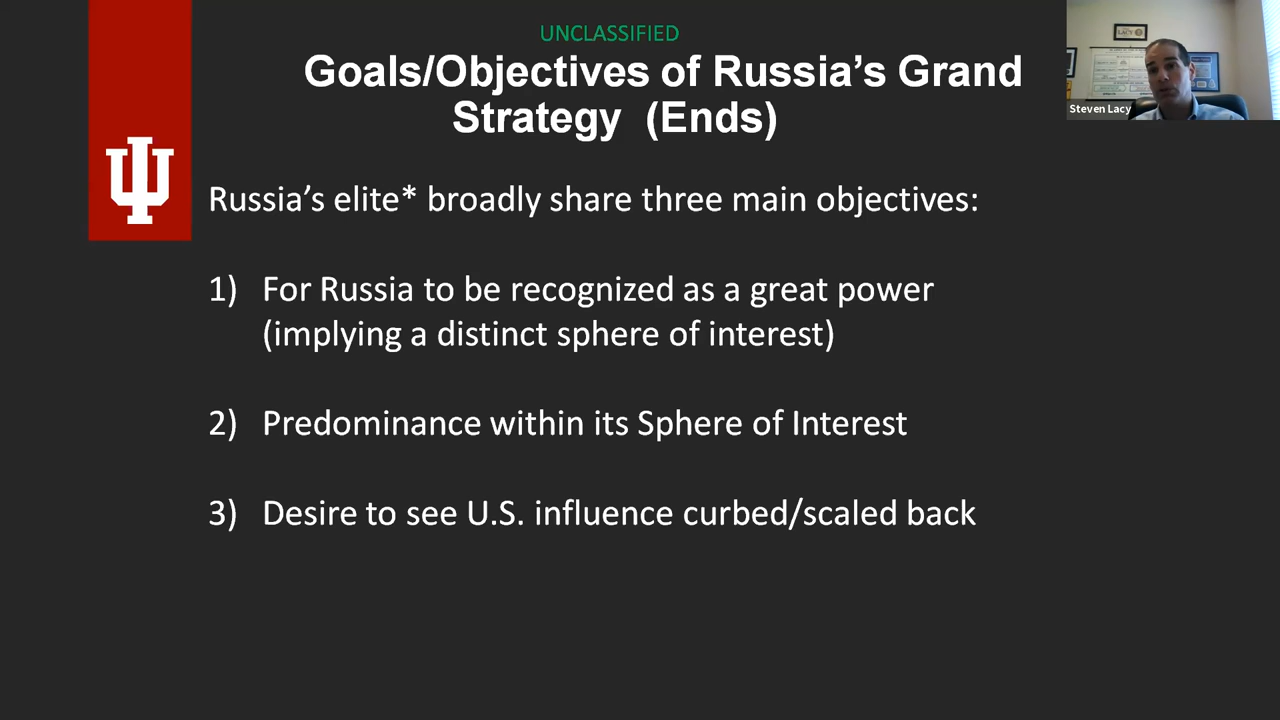 UNCLASSIFIED
Goals/Objectives of Russia's Grand
Strategy (Ends)
Steven Lacy
Russia's elite* broadly share three main objectives:
1) For Russia to be recognized as a great power
(implying a distinct sphere of interest)
2) Predominance within its Sphere of Interest
3) Desire to see U.S. influence curbed/scaled back